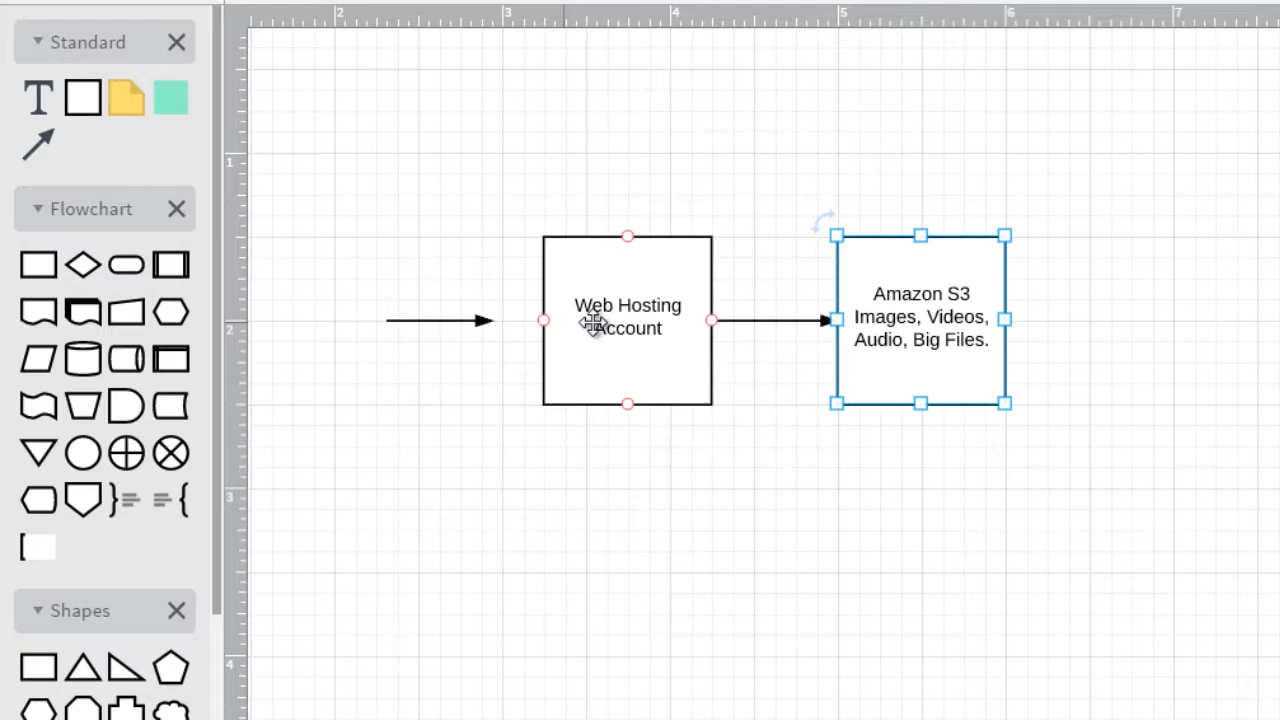 Standard
T
Flowchart
Shapes
2
3
4
5
6
7
1
2
3
4
Web Hosting
Account
Amazon S3
Images, Videos,
Audio, Big Files.